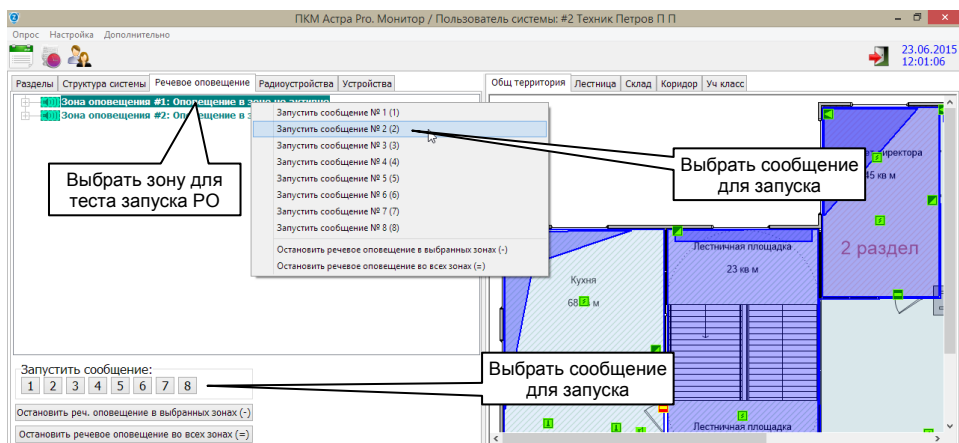 ПКМ Астра Pro. Монитор / Пользователь системы: #2 Техник Петров П П
Опрос Настройка Дополнительно
23.06.2015
12:01:06
Разделы Структура системы Речевое оповещение Радиоустройства Устройства
Общ территория Лестница Склад Коридор Уч класс
Зона оповещения #1: Оповещение в
Зона оповещения #2: Оповещение в з
Запустить сообщение № 1 (1)
Запустить сообщение № 2 (2)
Запустить сообщение № 3 (3)
Запустить сообщение № 4 (4)
Запустить сообщение № 5 (5)
Запустить сообщение № 6 (6)
Запустить сообщение № 7 (7)
Запустить сообщение № 8 (8)
Остановить речевое оповещение в выбранных зонах (-)
Остановить речевое оповещение во всех зонах (=)
Выбрать зону для
теста запуска РО
Выбрать сообщение
для запуска
ректора
45 кв м
2 раздел
Лестничная площадка
23 кв м
Кухня
68 м
Запустить сообщение:
1 2 3 4 5 6 7 8
Выбрать сообщение
для запуска
Остановить реч. оповещение в выбранных зонах (-)
Остановить речевое оповещение во всех зонах (=)
Лестничная площадка